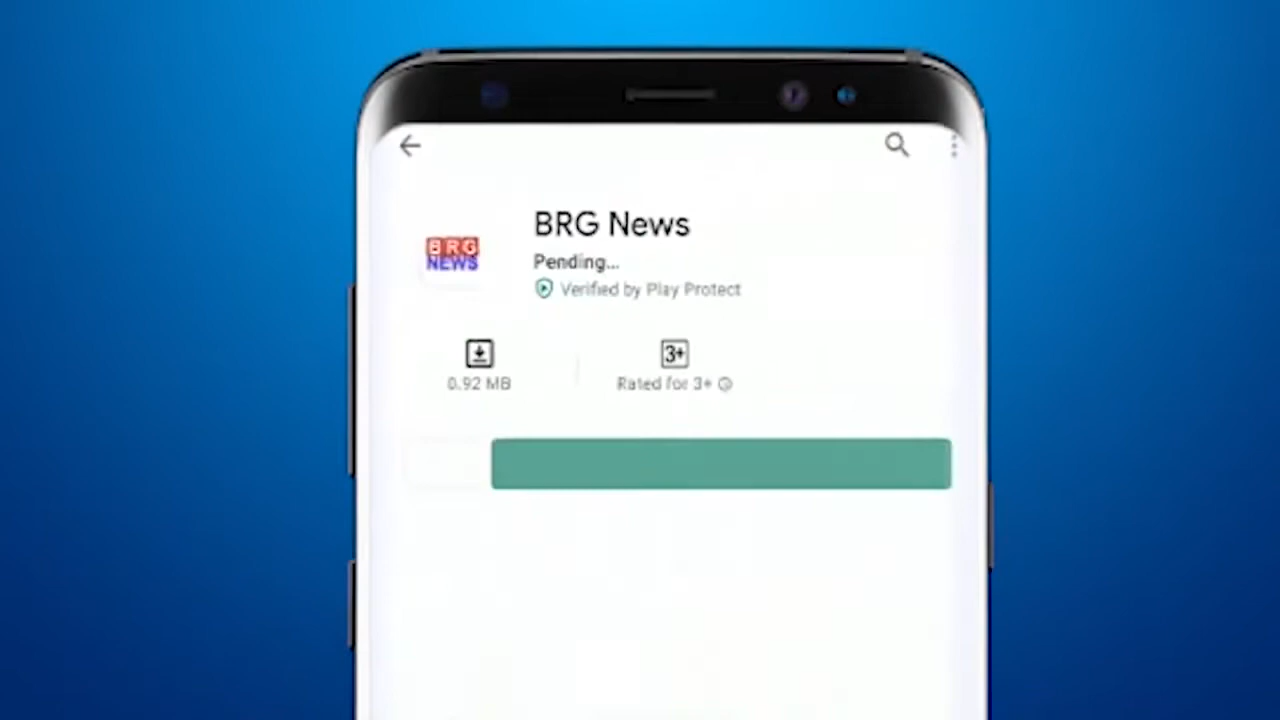 BRG News
BRG
NEWS
Pending...
Verified by Play Protect
3+
0.92 MB
Rated for 3+